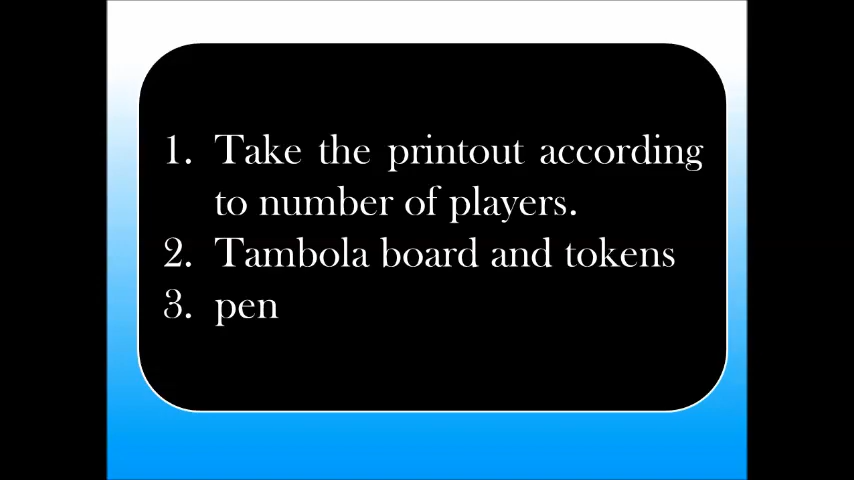 1. Take the printout according
to number of players.
2. Tambola board and tokens
3. pen